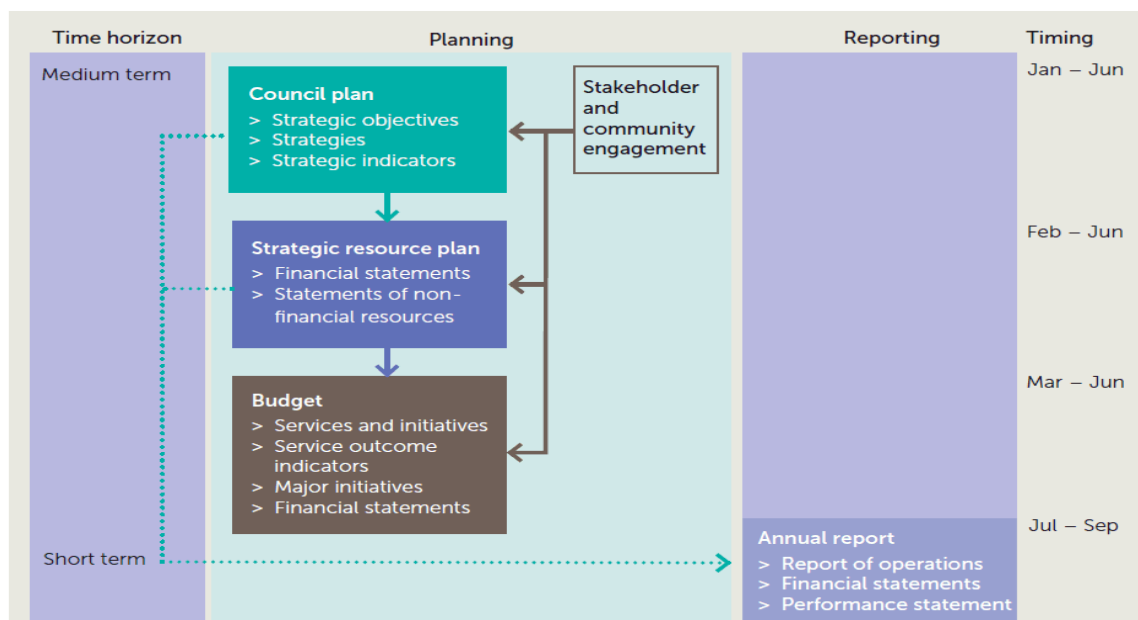 Time horizon
Planning
Reporting
Timing
Medium term
Jan – Jun
Council plan
> Strategic objectives
> Strategies
> Strategic indicators
Stakeholder
and
community
engagement
Feb – Jun
Strategic resource plan
> Financial statements
> Statements of non-
financial resources
Mar – Jun
Budget
> Services and initiatives
> Service outcome
indicators
> Major initiatives
> Financial statements
Jul – Sep
Short term
Annual report
> Report of operations
> Financial statements
> Performance statement